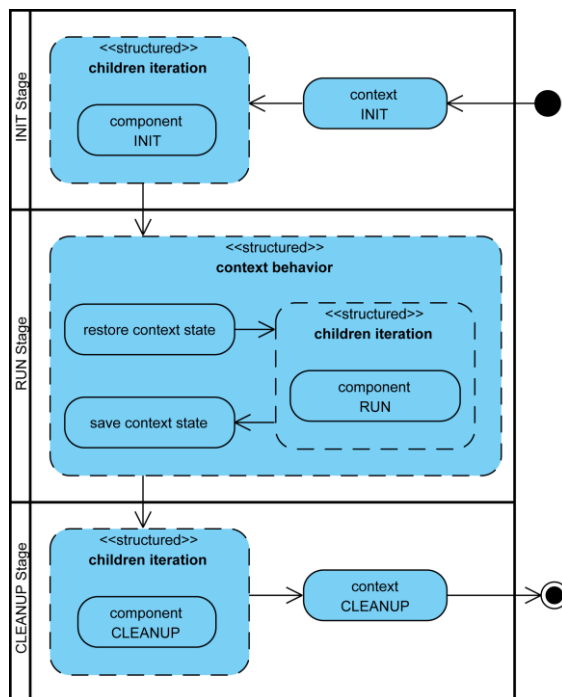 INIT Stage
<<structured>>
children iteration
component
INIT
context
INIT
RUN Stage
<<structured>>
context behavior
restore context state
<<structured>>
children iteration
component
RUN
save context state
CLEANUP Stage
<<structured>>
children iteration
component
CLEANUP
context
CLEANUP